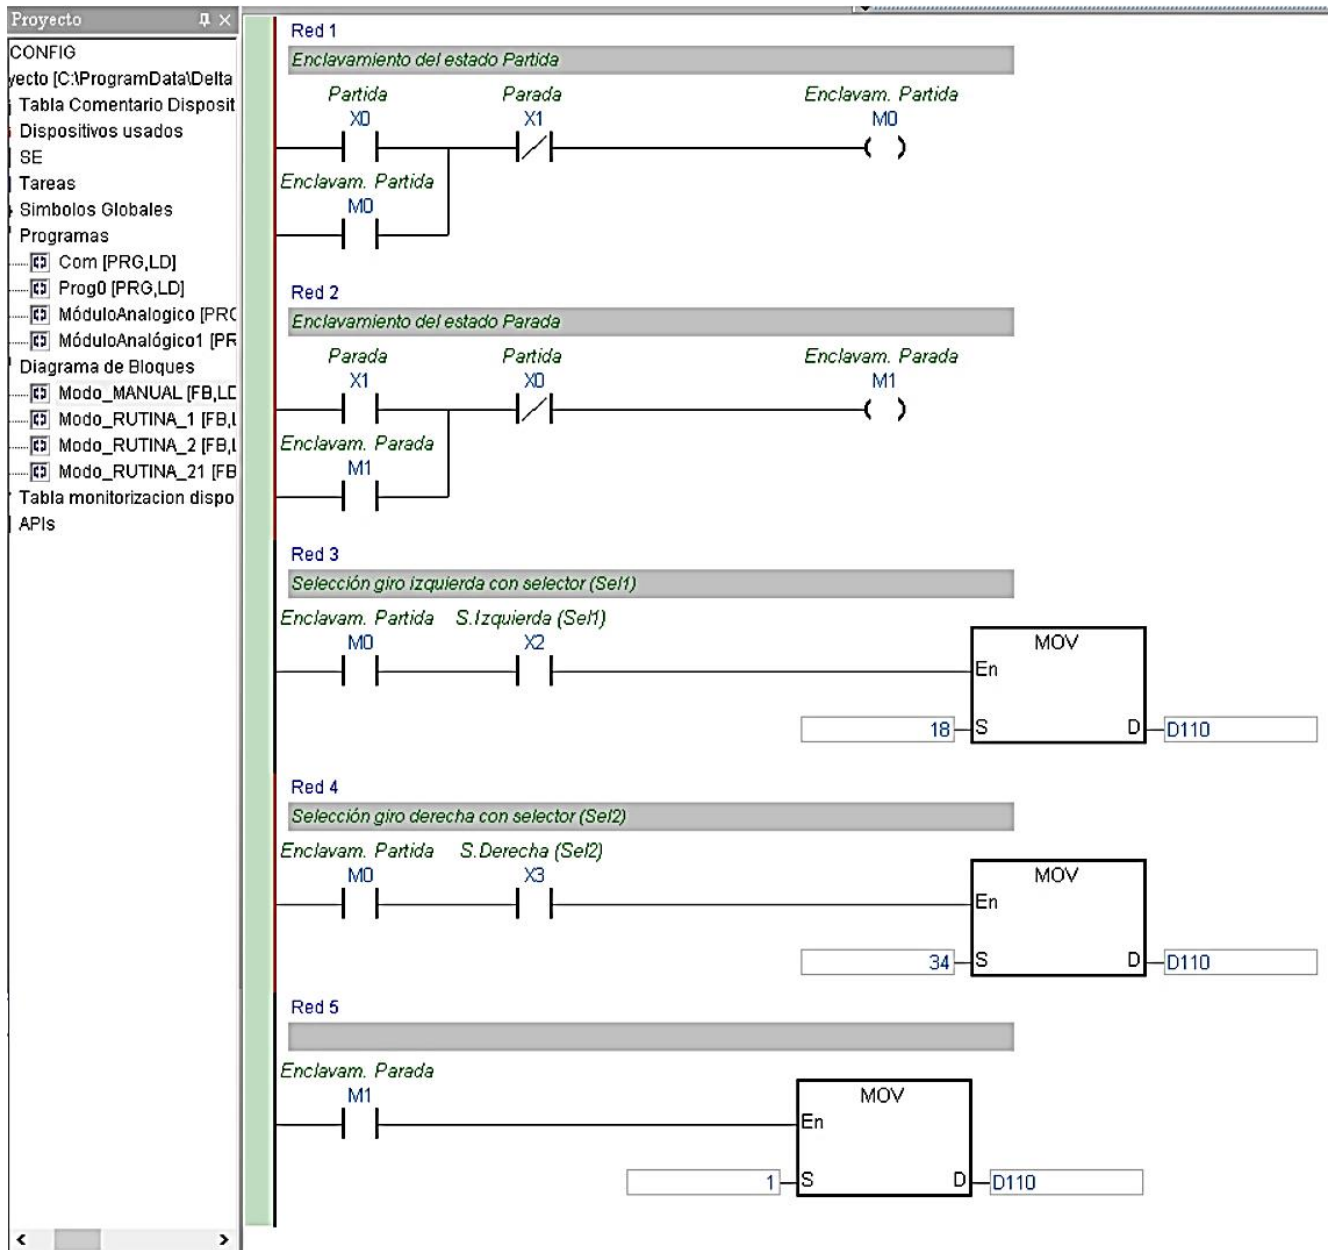 Proyecto
CONFIG
yecto [C:\ProgramData\Delta
Tabla Comentario Disposit
Dispositivos usados
SE
Tareas
Simbolos Globales
Programas
Com [PRG,LD]
Prog0 [PRG,LD]
MóduloAnalogico [PRG
MóduloAnalógico1 [PR
Diagrama de Bloques
Modo_MANUAL [FB,LD
Modo_RUTINA_1 [FB,L
Modo_RUTINA_2 [FB,L
Modo_RUTINA_21 [FB
Tabla monitorizacion dispo
APIs
Red 1
Enclavamiento del estado Partida
Partida Parada Enclavam. Partida
X0 X1 M0
Enclavam. Partida
M0
Red 2
Enclavamiento del estado Parada
Parada Partida Enclavam. Parada
X1 X0 M1
Enclavam. Parada
M1
Red 3
Selección giro izquierda con selector (Sel1)
Enclavam. Partida S.Izquierda (Sel1)
M0 X2 MOV
En
18 S D D110
Red 4
Selección giro derecha con selector (Sel2)
Enclavam. Partida S.Derecha (Sel2)
M0 X3 MOV
En
34 S D D110
Red 5
Enclavam. Parada
M1 MOV
En
1 S D D110